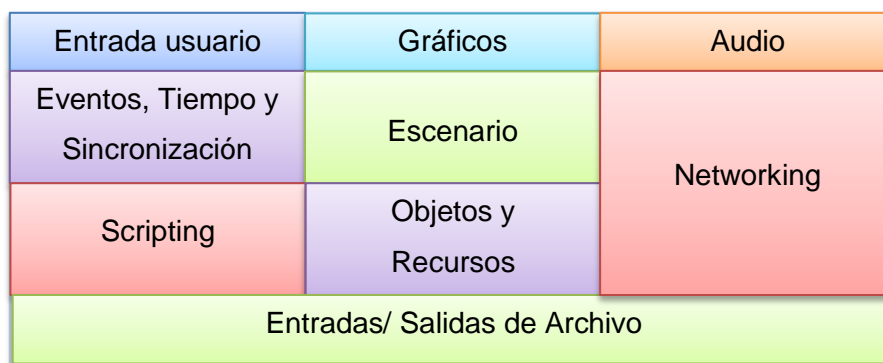 Entrada usuario
Gráficos
Audio
Eventos, Tiempo y
Sincronización
Escenario
Networking
Scripting
Objetos y
Recursos
Entradas/ Salidas de Archivo